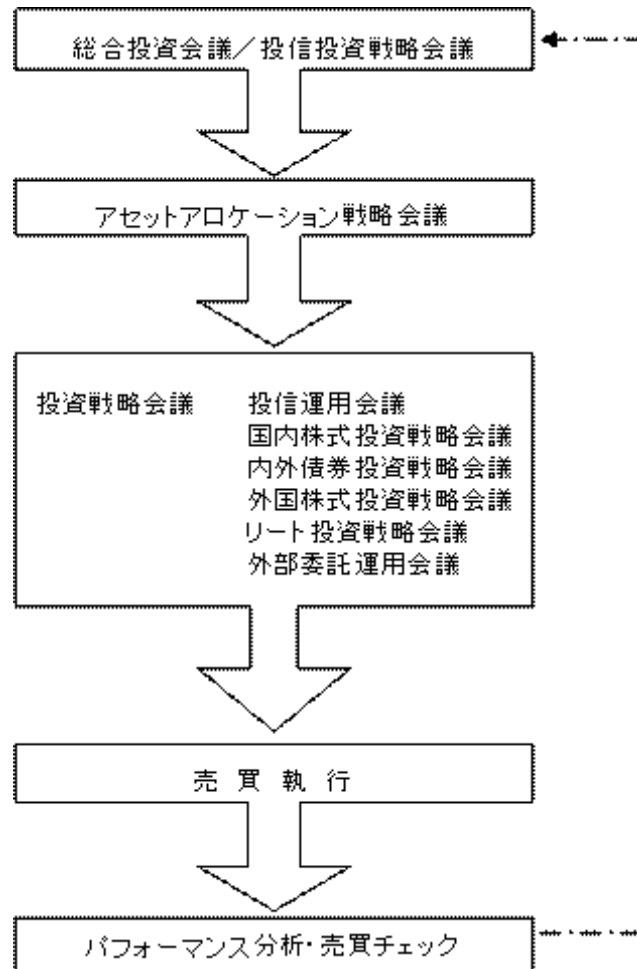 総合投資会議／投信投資戦略会議
アセットアロケーション戦略会議
投資戦略会議 投信運用会議
国内株式投資戦略会議
内外債券投資戦略会議
外国株式投資戦略会議
リート投資戦略会議
外部委託運用会議
売買執行
パフォーマンス分析・売買チェック